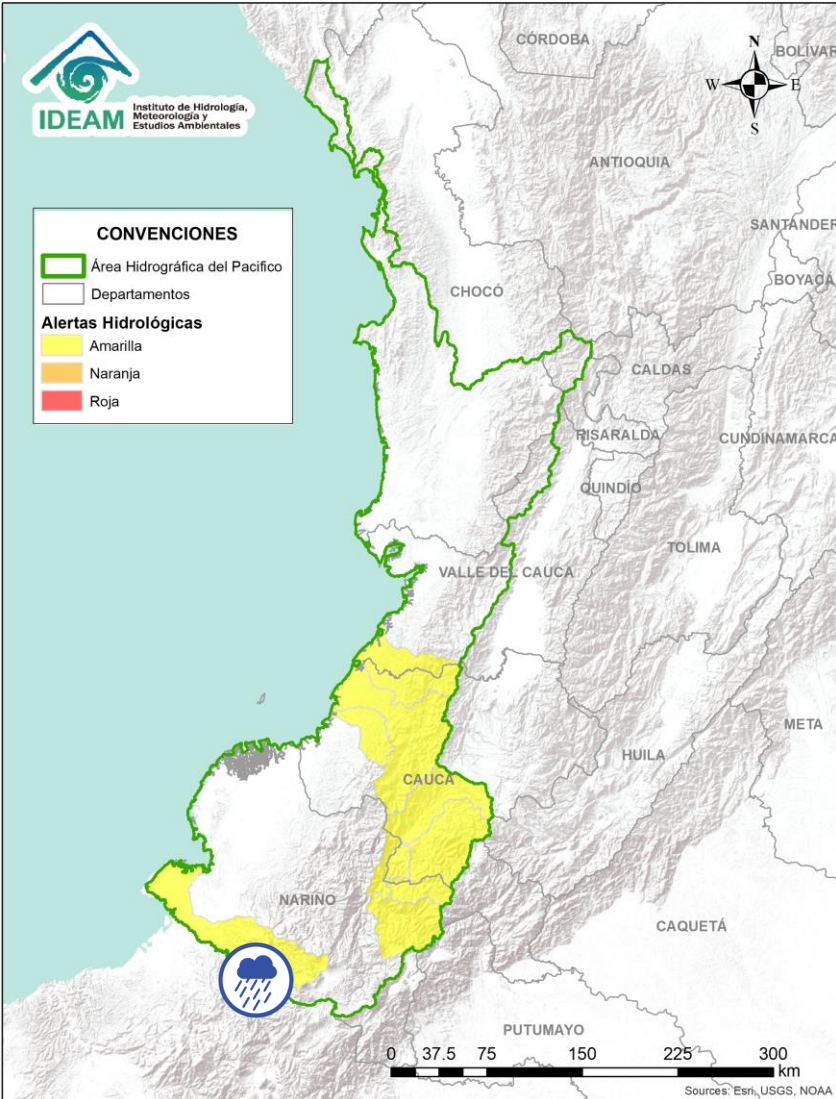 IDEAM
Instituto de Hidrología,
Meteorología y
Estudios Ambientales
CÓRDOBA
BOLÍVAR
N
W
E
S
ANTIOQUIA
SANTANDER
BOYACÁ
CONVENCIONES
Área Hidrográfica del Pacifico
Departamentos
Alertas Hidrológicas
Amarilla
Naranja
Roja
CHOCÓ
CALDAS
RISARALDA
CUNDINAMARCA
QUINDÍO
TOLIMA
VALLE DEL CAUCA
META
HUILA
CAUCA
NARIÑO
CAQUETÁ
PUTUMAYO
0 37.5 75 150 225 300
km
Sources: Esri, USGS, NOAA